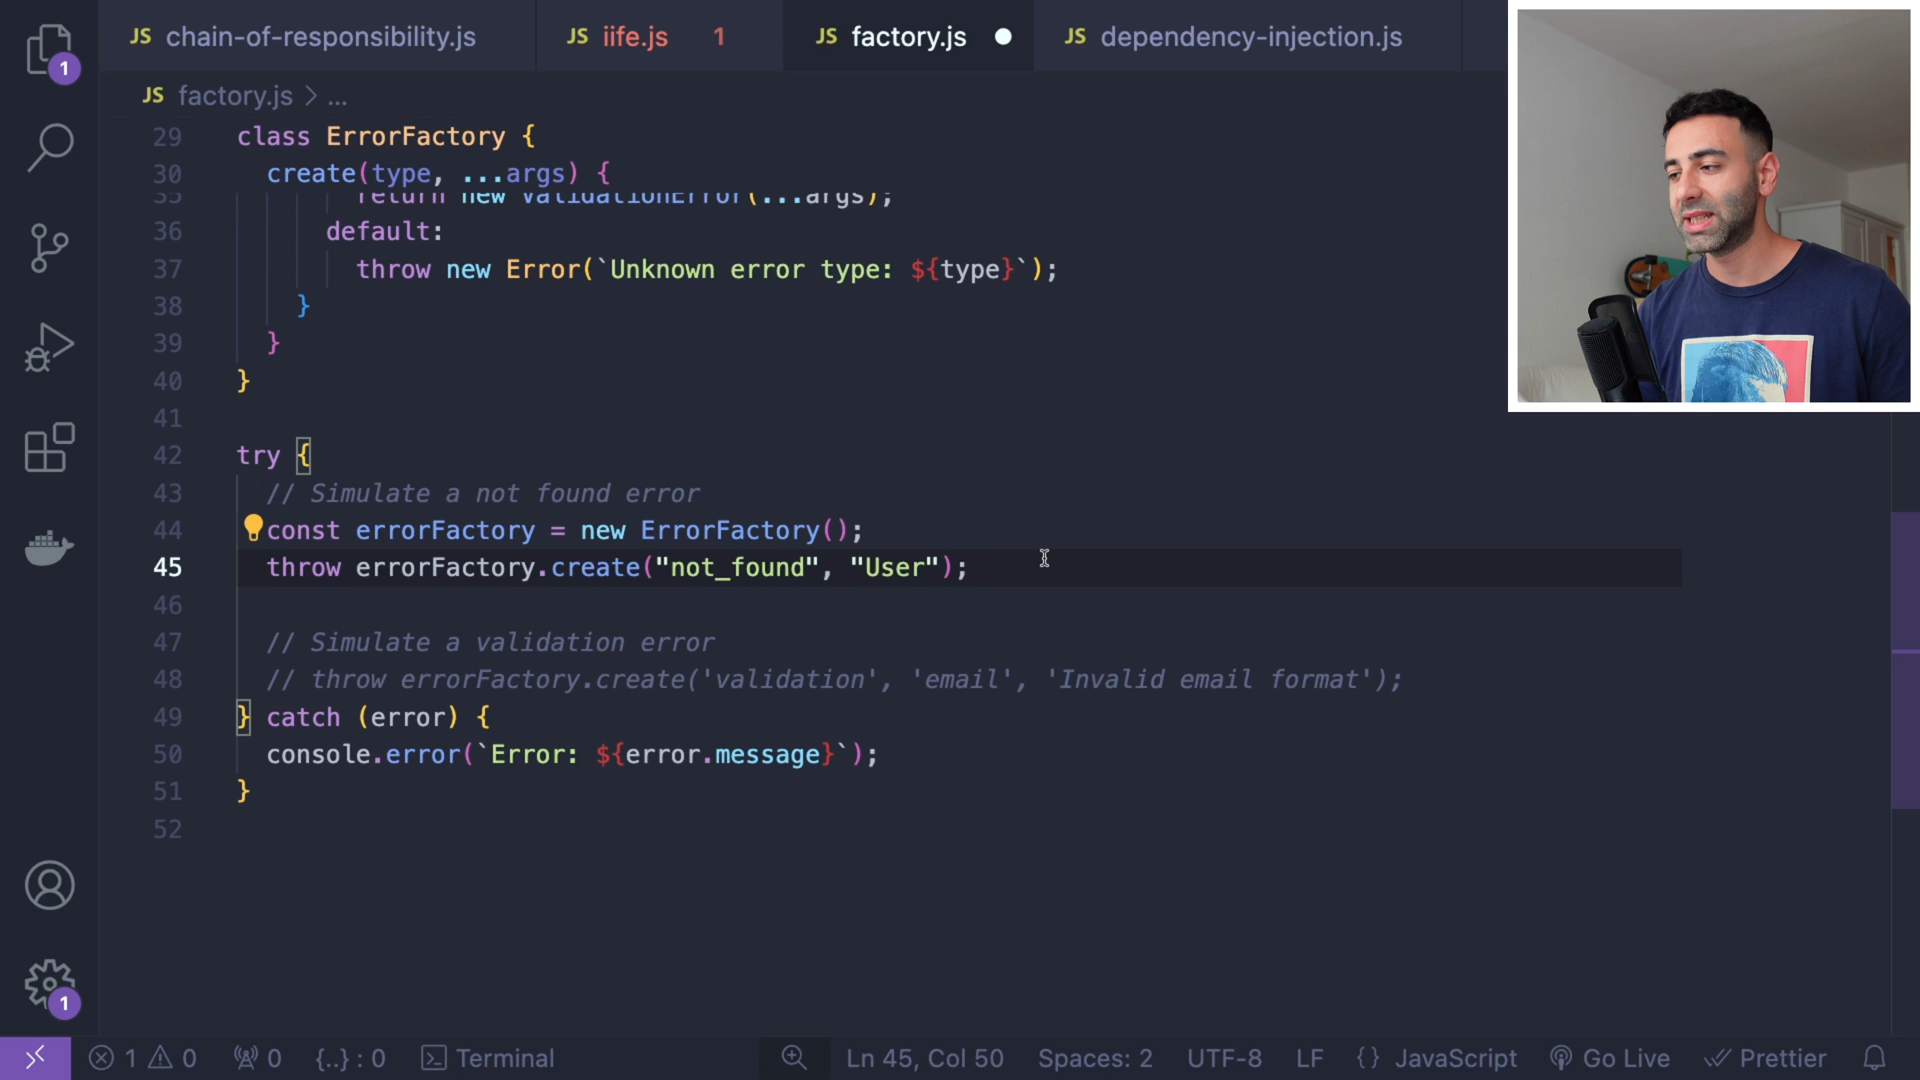 JS chain-of-responsibility.js
JS iife.js 1
JS factory.js
JS dependency-injection.js
1
JS factory.js > ...
29 class ErrorFactory {
30 create(type, ...args) {
35 return new ValidationError(...args);
36 default:
37 throw new Error(`Unknown error type: ${type}`);
38 }
39 }
40 }
41
42 try {
43 // Simulate a not found error
44 const errorFactory = new ErrorFactory();
45 throw errorFactory.create("not_found", "User");
46
47 // Simulate a validation error
48 // throw errorFactory.create('validation', 'email', 'Invalid email format');
49 } catch (error) {
50 console.error(`Error: ${error.message}`);
51 }
52
1
1 0 0 {..} : 0 Terminal Ln 45, Col 50 Spaces: 2 UTF-8 LF {} JavaScript Go Live Prettier